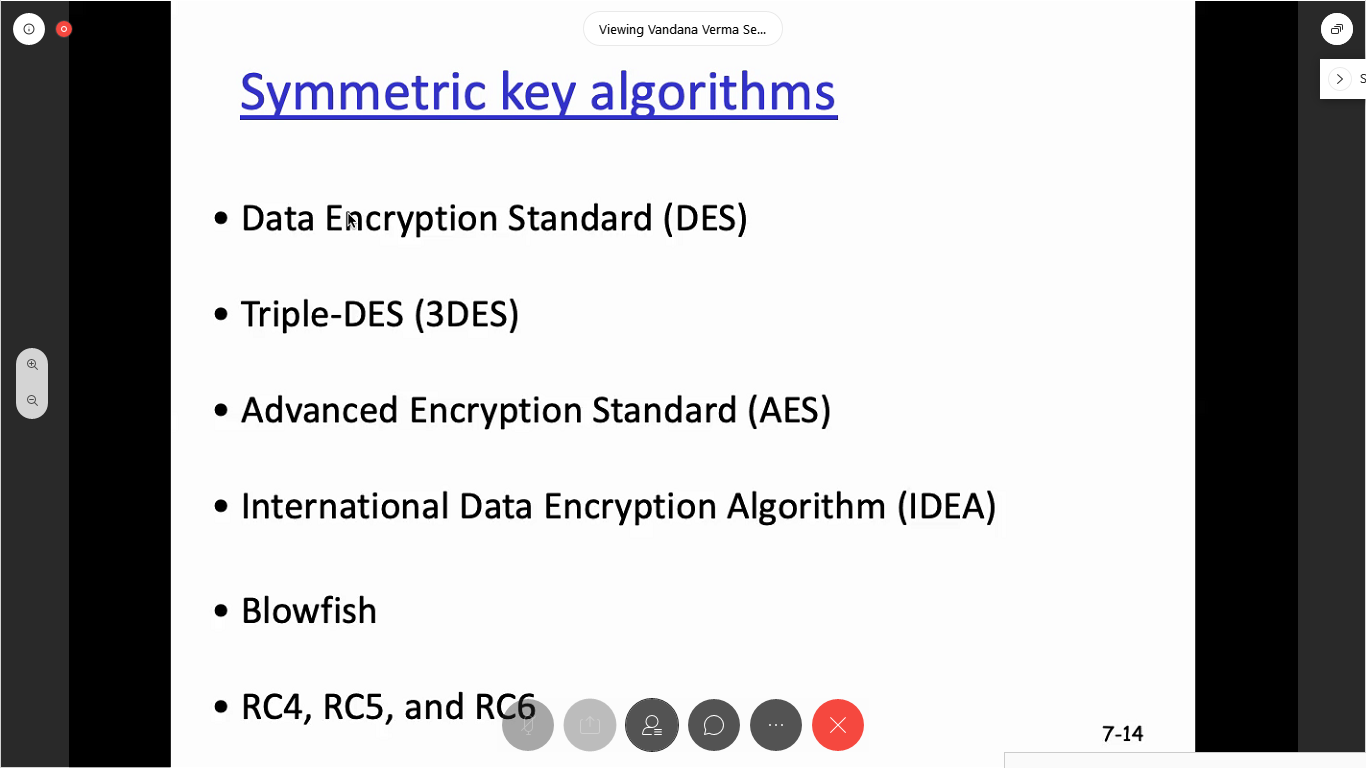 Viewing Vandana Verma Se...
S
Symmetric key algorithms
• Data Encryption Standard (DES)
• Triple-DES (3DES)
• Advanced Encryption Standard (AES)
• International Data Encryption Algorithm (IDEA)
• Blowfish
• RC4, RC5, and RC6
7-14